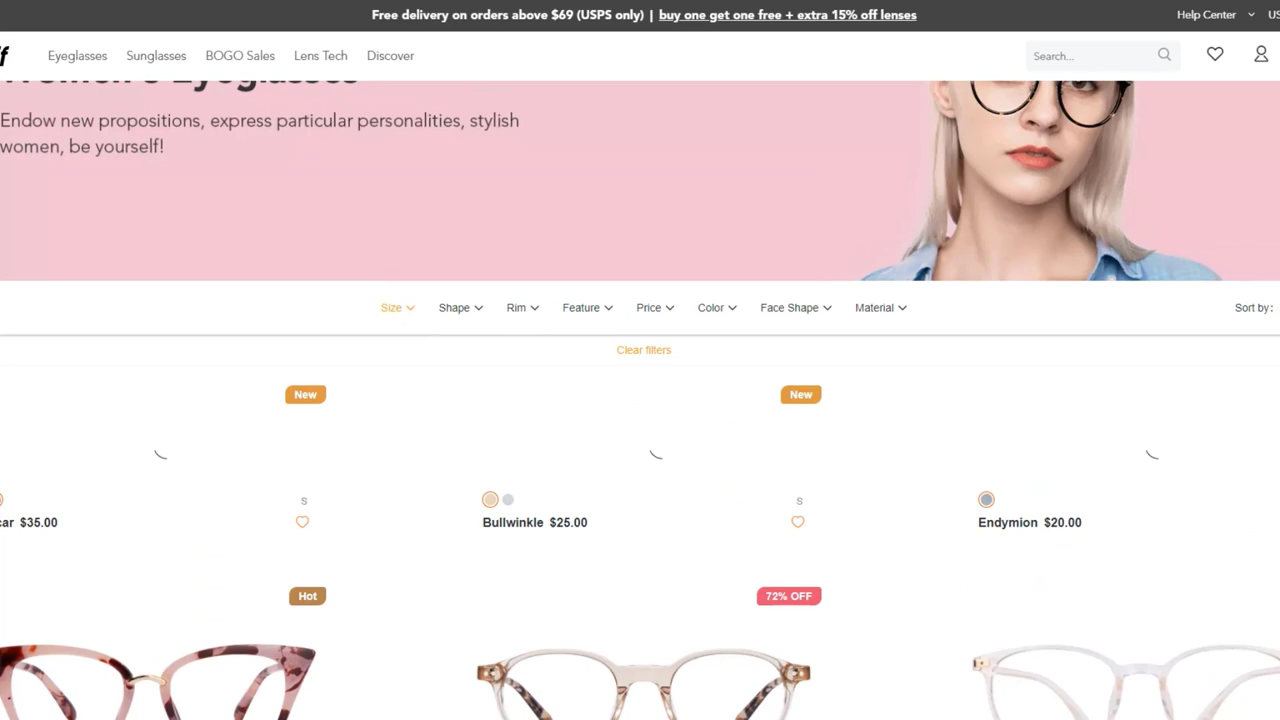 Free delivery on orders above $69 (USPS only) | buy one get one free + extra 15% off lenses
Help Center
Eyeglasses Sunglasses BOGO Sales Lens Tech Discover
Search...
Women's Eyeglasses
Endow new propositions, express particular personalities, stylish
women, be yourself!
Size Shape Rim Feature Price Color Face Shape Material
Sort by:
Clear filters
New
New
S
S
$35.00
Bullwinkle $25.00
Endymion $20.00
Hot
72% OFF